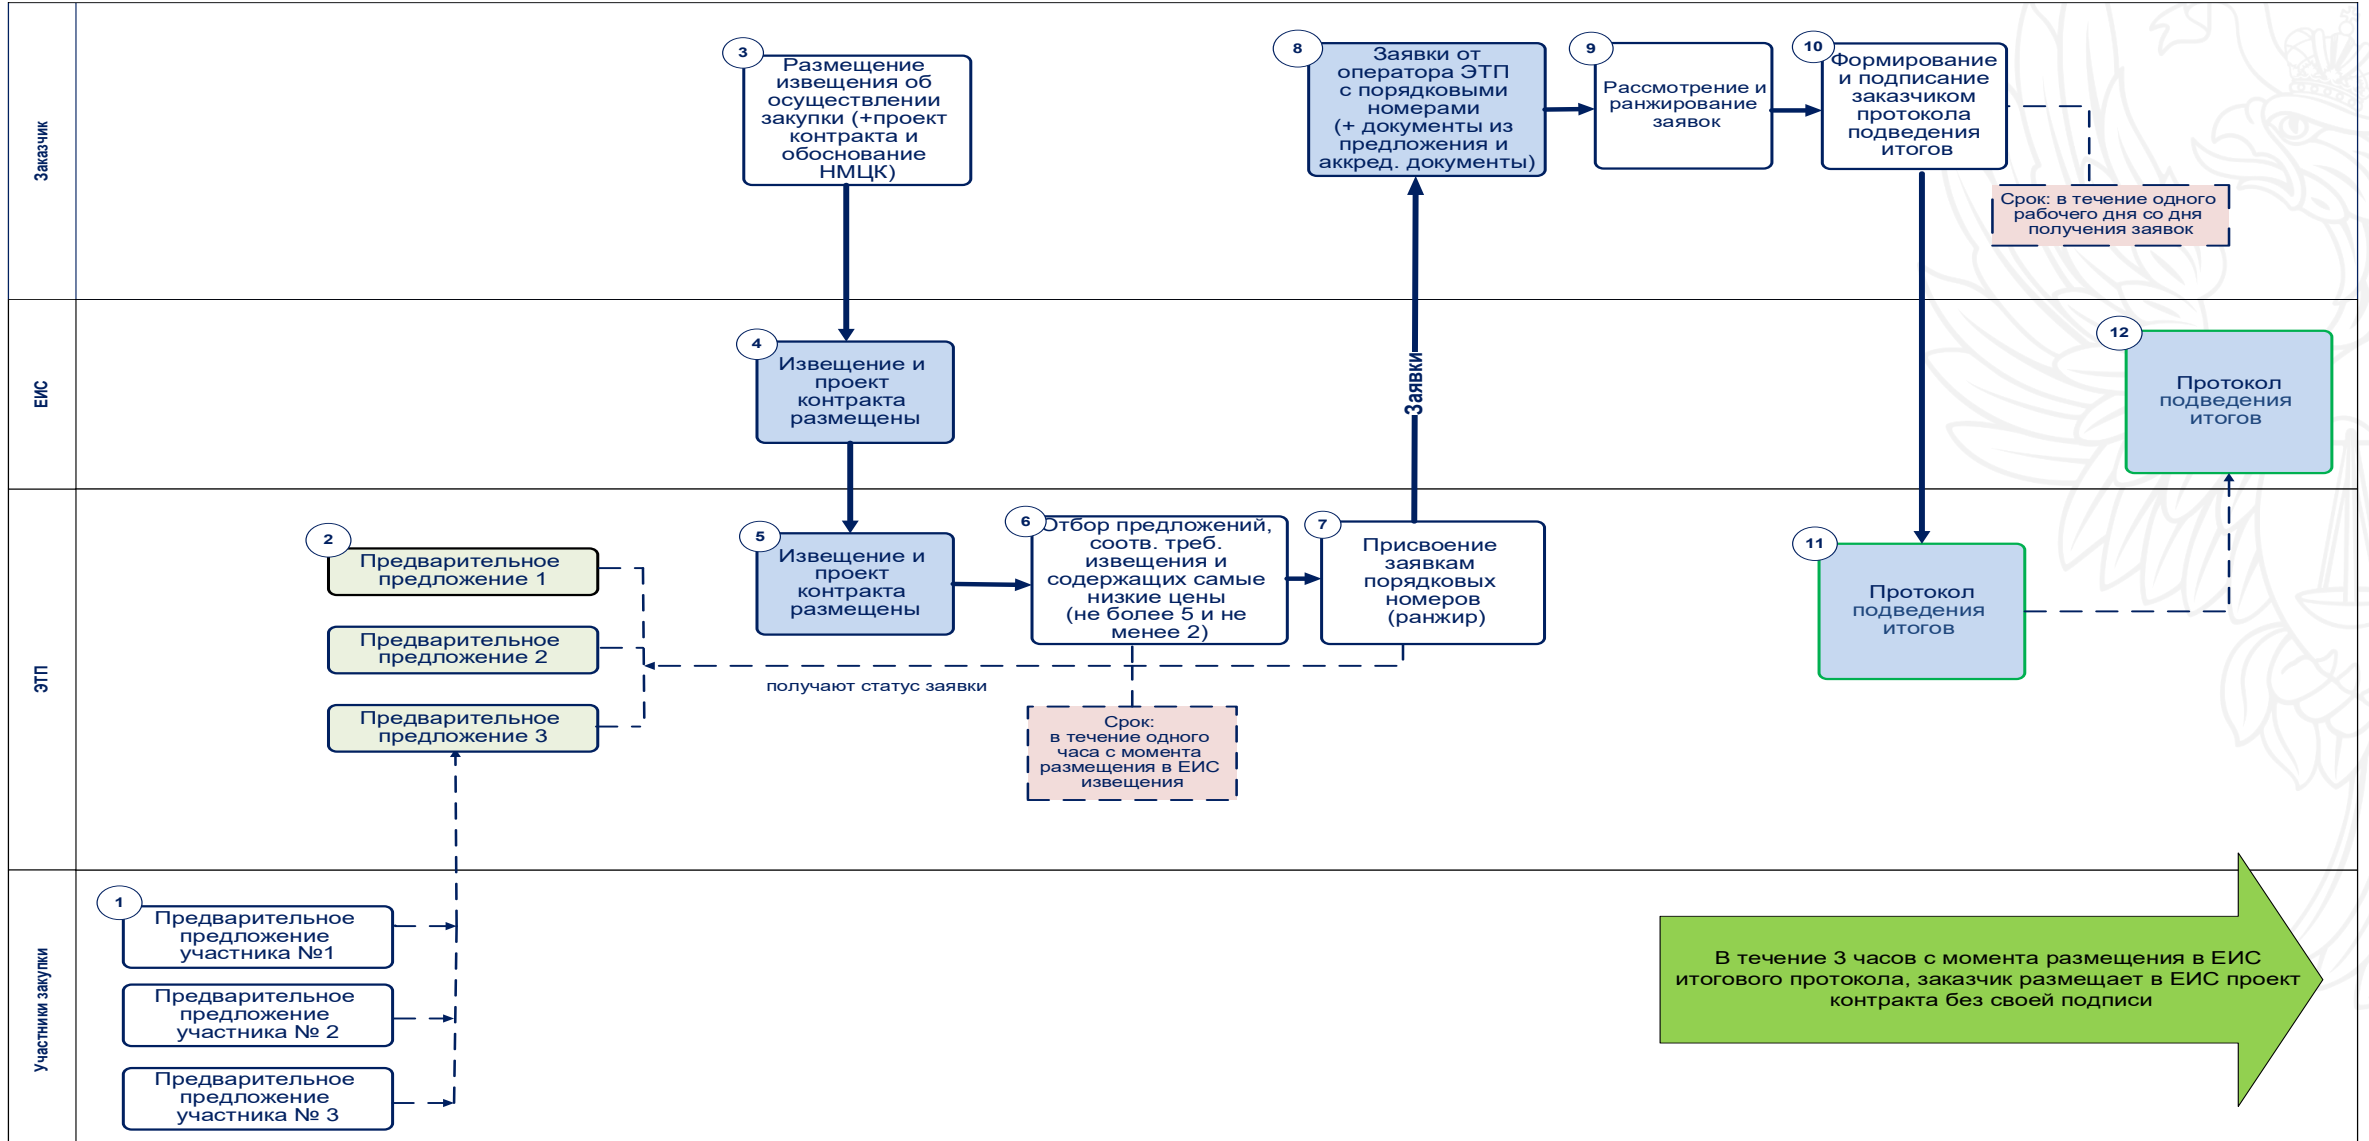 Заказчик
3
Размещение
извещения об
осуществлении
закупки (+проект
контракта и
обоснование
НМЦК)
8
Заявки от
оператора ЭТП
с порядковыми
номерами
(+ документы из
предложения и
аккред. документы)
9
Рассмотрение и
ранжирование
заявок
10
Формирование
и подписание
заказчиком
протокола
подведения
итогов
Срок: в течение одного
рабочего дня со дня
получения заявок
ЕИС
4
Извещение и
проект
контракта
размещены
Заявки
12
Протокол
подведения
итогов
ЭТП
2
Предварительное
предложение 1
Предварительное
предложение 2
Предварительное
предложение 3
5
Извещение и
проект
контракта
размещены
6
Отбор предложений,
соотв. треб.
извещения и
содержащих самые
низкие цены
(не более 5 и не
менее 2)
7
Присвоение
заявкам
порядковых
номеров
(ранжир)
получают статус заявки
Срок:
в течение одного
часа с момента
размещения в ЕИС
извещения
11
Протокол
подведения
итогов
Участники закупки
1
Предварительное
предложение
участника №1
Предварительное
предложение
участника № 2
Предварительное
предложение
участника № 3
В течение 3 часов с момента размещения в ЕИС
итогового протокола, заказчик размещает в ЕИС проект
контракта без своей подписи